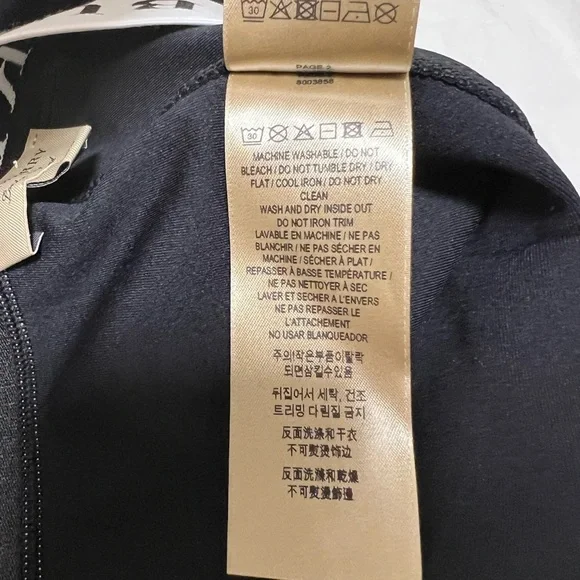 30
PAGE 2
8003856
30
MACHINE WASHABLE / DO NOT
BLEACH / DO NOT TUMBLE DRY / DRY
FLAT / COOL IRON / DO NOT DRY
CLEAN
WASH AND DRY INSIDE OUT
DO NOT IRON TRIM
LAVABLE EN MACHINE / NE PAS
BLANCHIR / NE PAS SÉCHER EN
MACHINE / SÉCHER À PLAT /
REPASSER À BASSE TEMPÉRATURE /
NE PAS NETTOYER À SEC
LAVER ET SECHER A L'ENVERS
NE PAS REPASSER LE
L'ATTACHEMENT
NO USAR BLANQUEADOR
주의!작은부품이탈락
되면삼킬수있음
뒤집어서 세탁, 건조
트리밍 다림질 금지
反面洗涤和干衣
不可熨烫饰边
反面洗滌和乾燥
不可熨燙飾邊